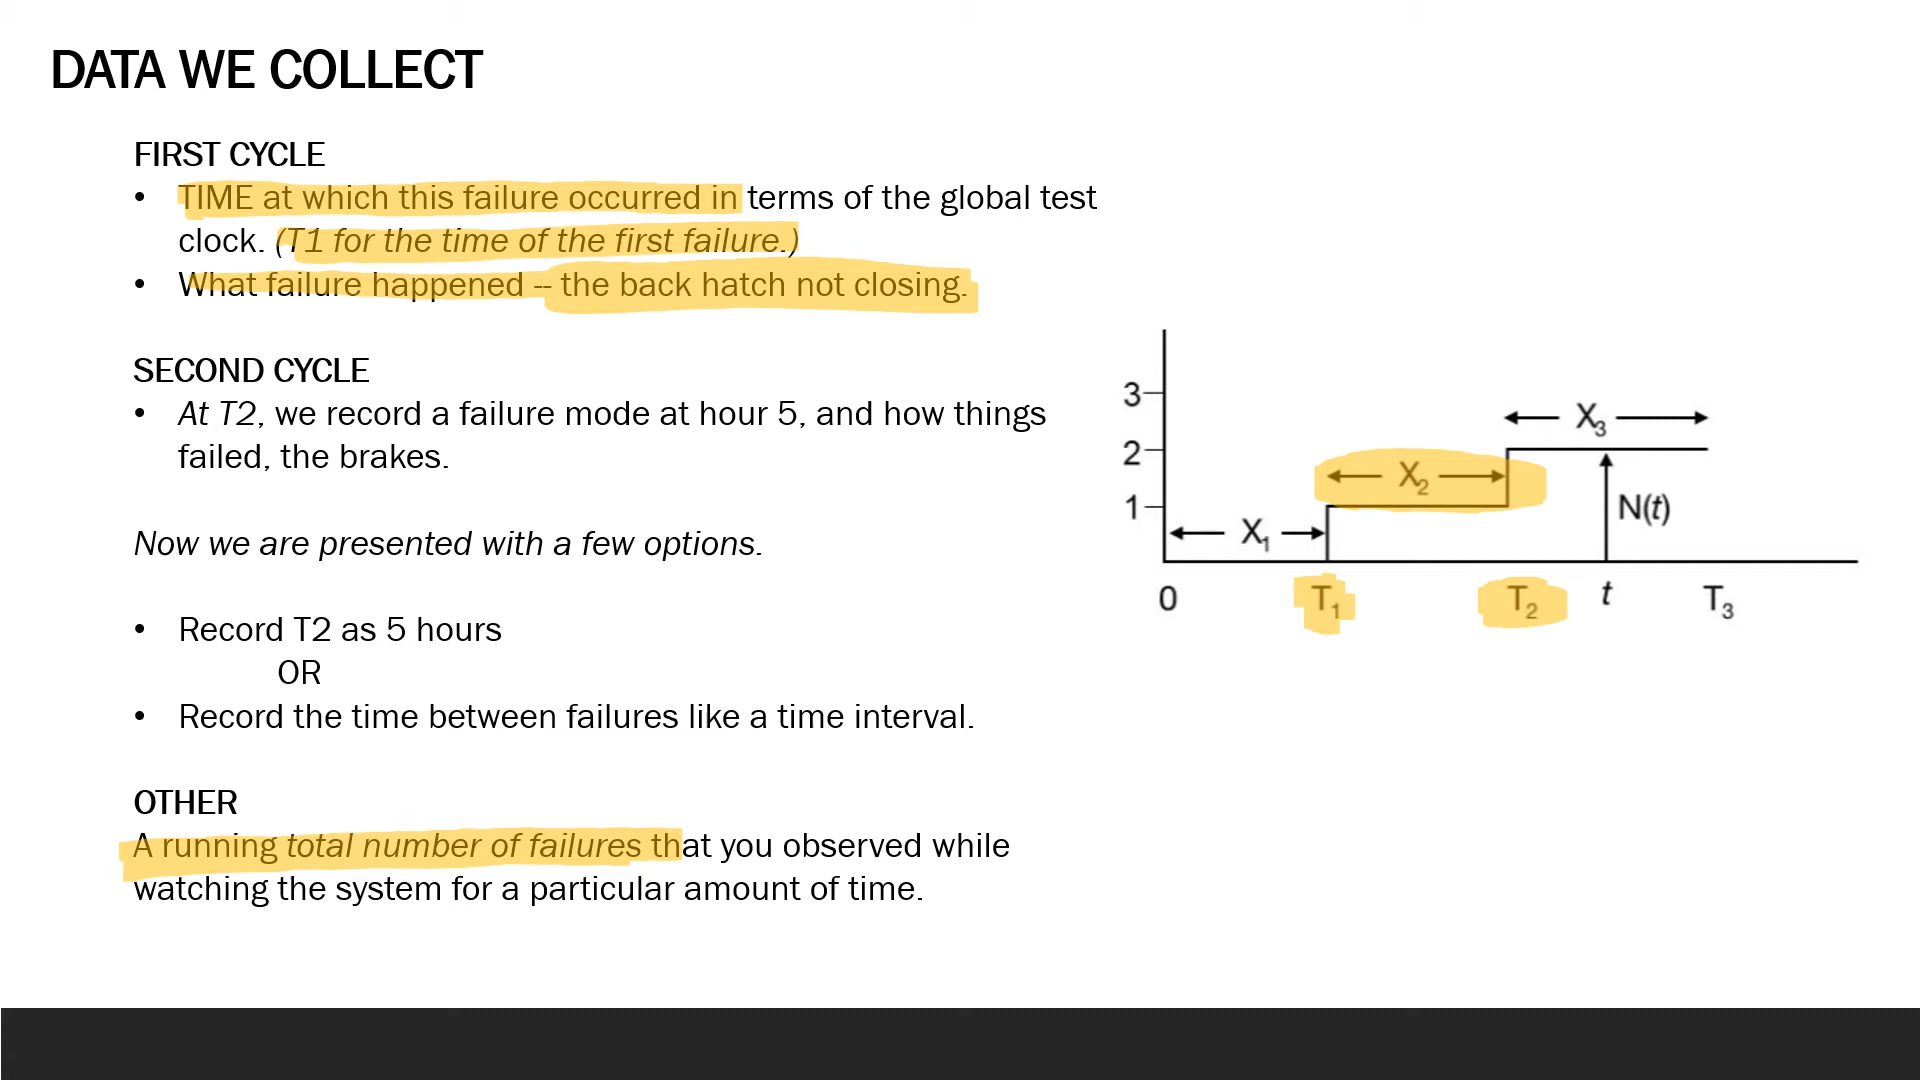 DATA WE COLLECT
FIRST CYCLE
• TIME at which this failure occurred in terms of the global test
clock. (T1 for the time of the first failure.)
• What failure happened -- the back hatch not closing.
SECOND CYCLE
• At T2, we record a failure mode at hour 5, and how things
failed, the brakes.
Now we are presented with a few options.
• Record T2 as 5 hours
OR
• Record the time between failures like a time interval.
OTHER
A running total number of failures that you observed while
watching the system for a particular amount of time.
3
X₃
2
X₂
1
N(t)
X₁
0 T₁ T₂ t T₃